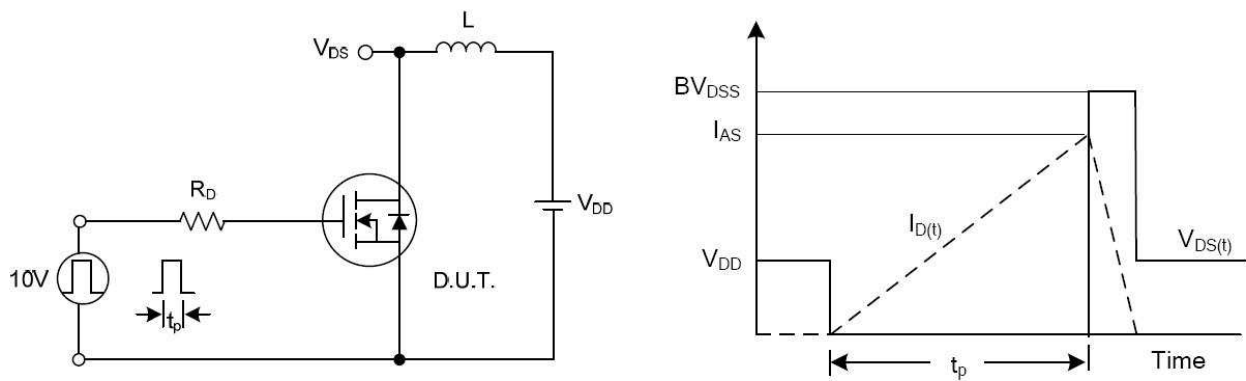 L
V_DS
R_D
V_DD
10V
t_p
D.U.T.
BV_DSS
I_AS
I_D(t)
V_DD
V_DS(t)
t_p
Time